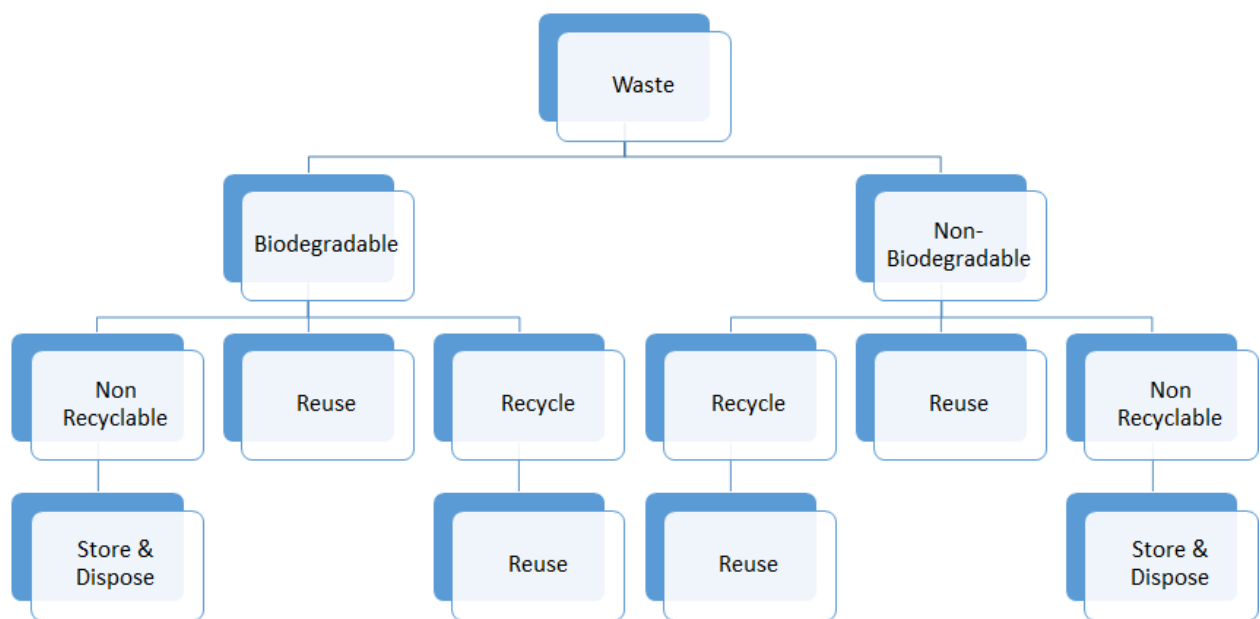 Waste
Biodegradable
Non-
Biodegradable
Non
Recyclable
Reuse
Recycle
Recycle
Reuse
Non
Recyclable
Store &
Dispose
Reuse
Reuse
Store &
Dispose